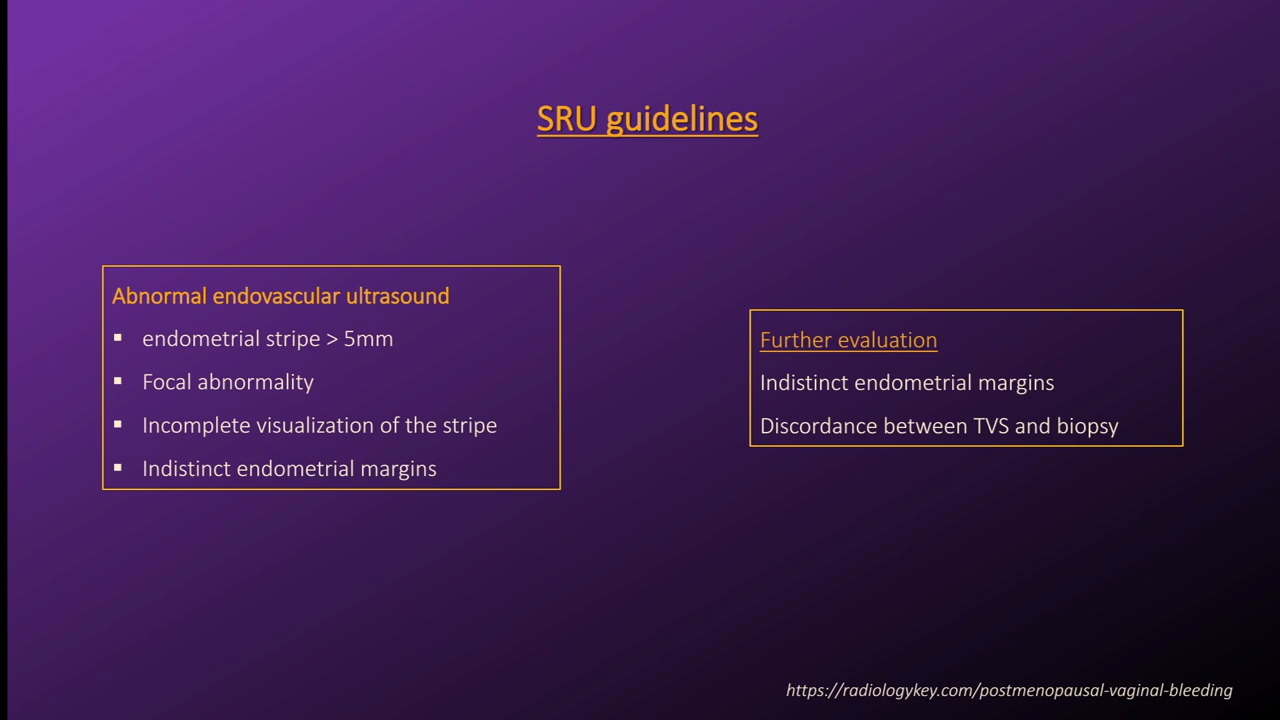 SRU guidelines
Abnormal endovascular ultrasound
▪ endometrial stripe > 5mm
▪ Focal abnormality
▪ Incomplete visualization of the stripe
▪ Indistinct endometrial margins
Further evaluation
Indistinct endometrial margins
Discordance between TVS and biopsy
https://radiologykey.com/postmenopausal-vaginal-bleeding